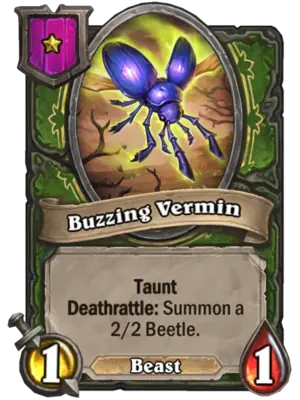 Buzzing Vermin
Taunt
Deathrattle: Summon a
2/2 Beetle.
1
Beast
1